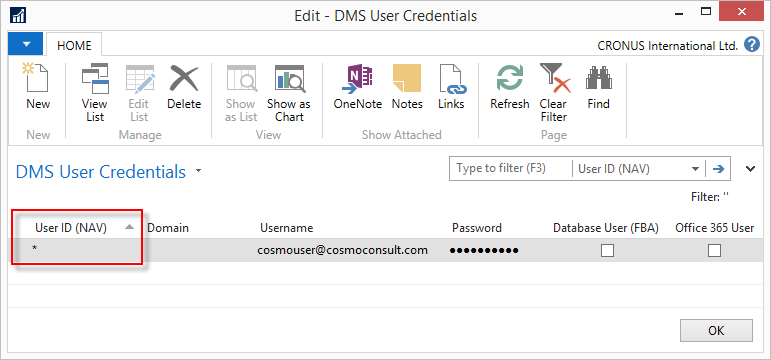 Edit - DMS User Credentials
HOME
CRONUS International Ltd.
New
View List
Edit List
Delete
Show as List
Show as Chart
OneNote
Notes
Links
Refresh
Clear Filter
Find
New
Manage
View
Show Attached
Page
DMS User Credentials
Type to filter (F3)
User ID (NAV)
Filter: ''
User ID (NAV) Domain Username Password Database User (FBA) Office 365 User
* cosmouser@cosmoconsult.com ●●●●●●●●●●
OK